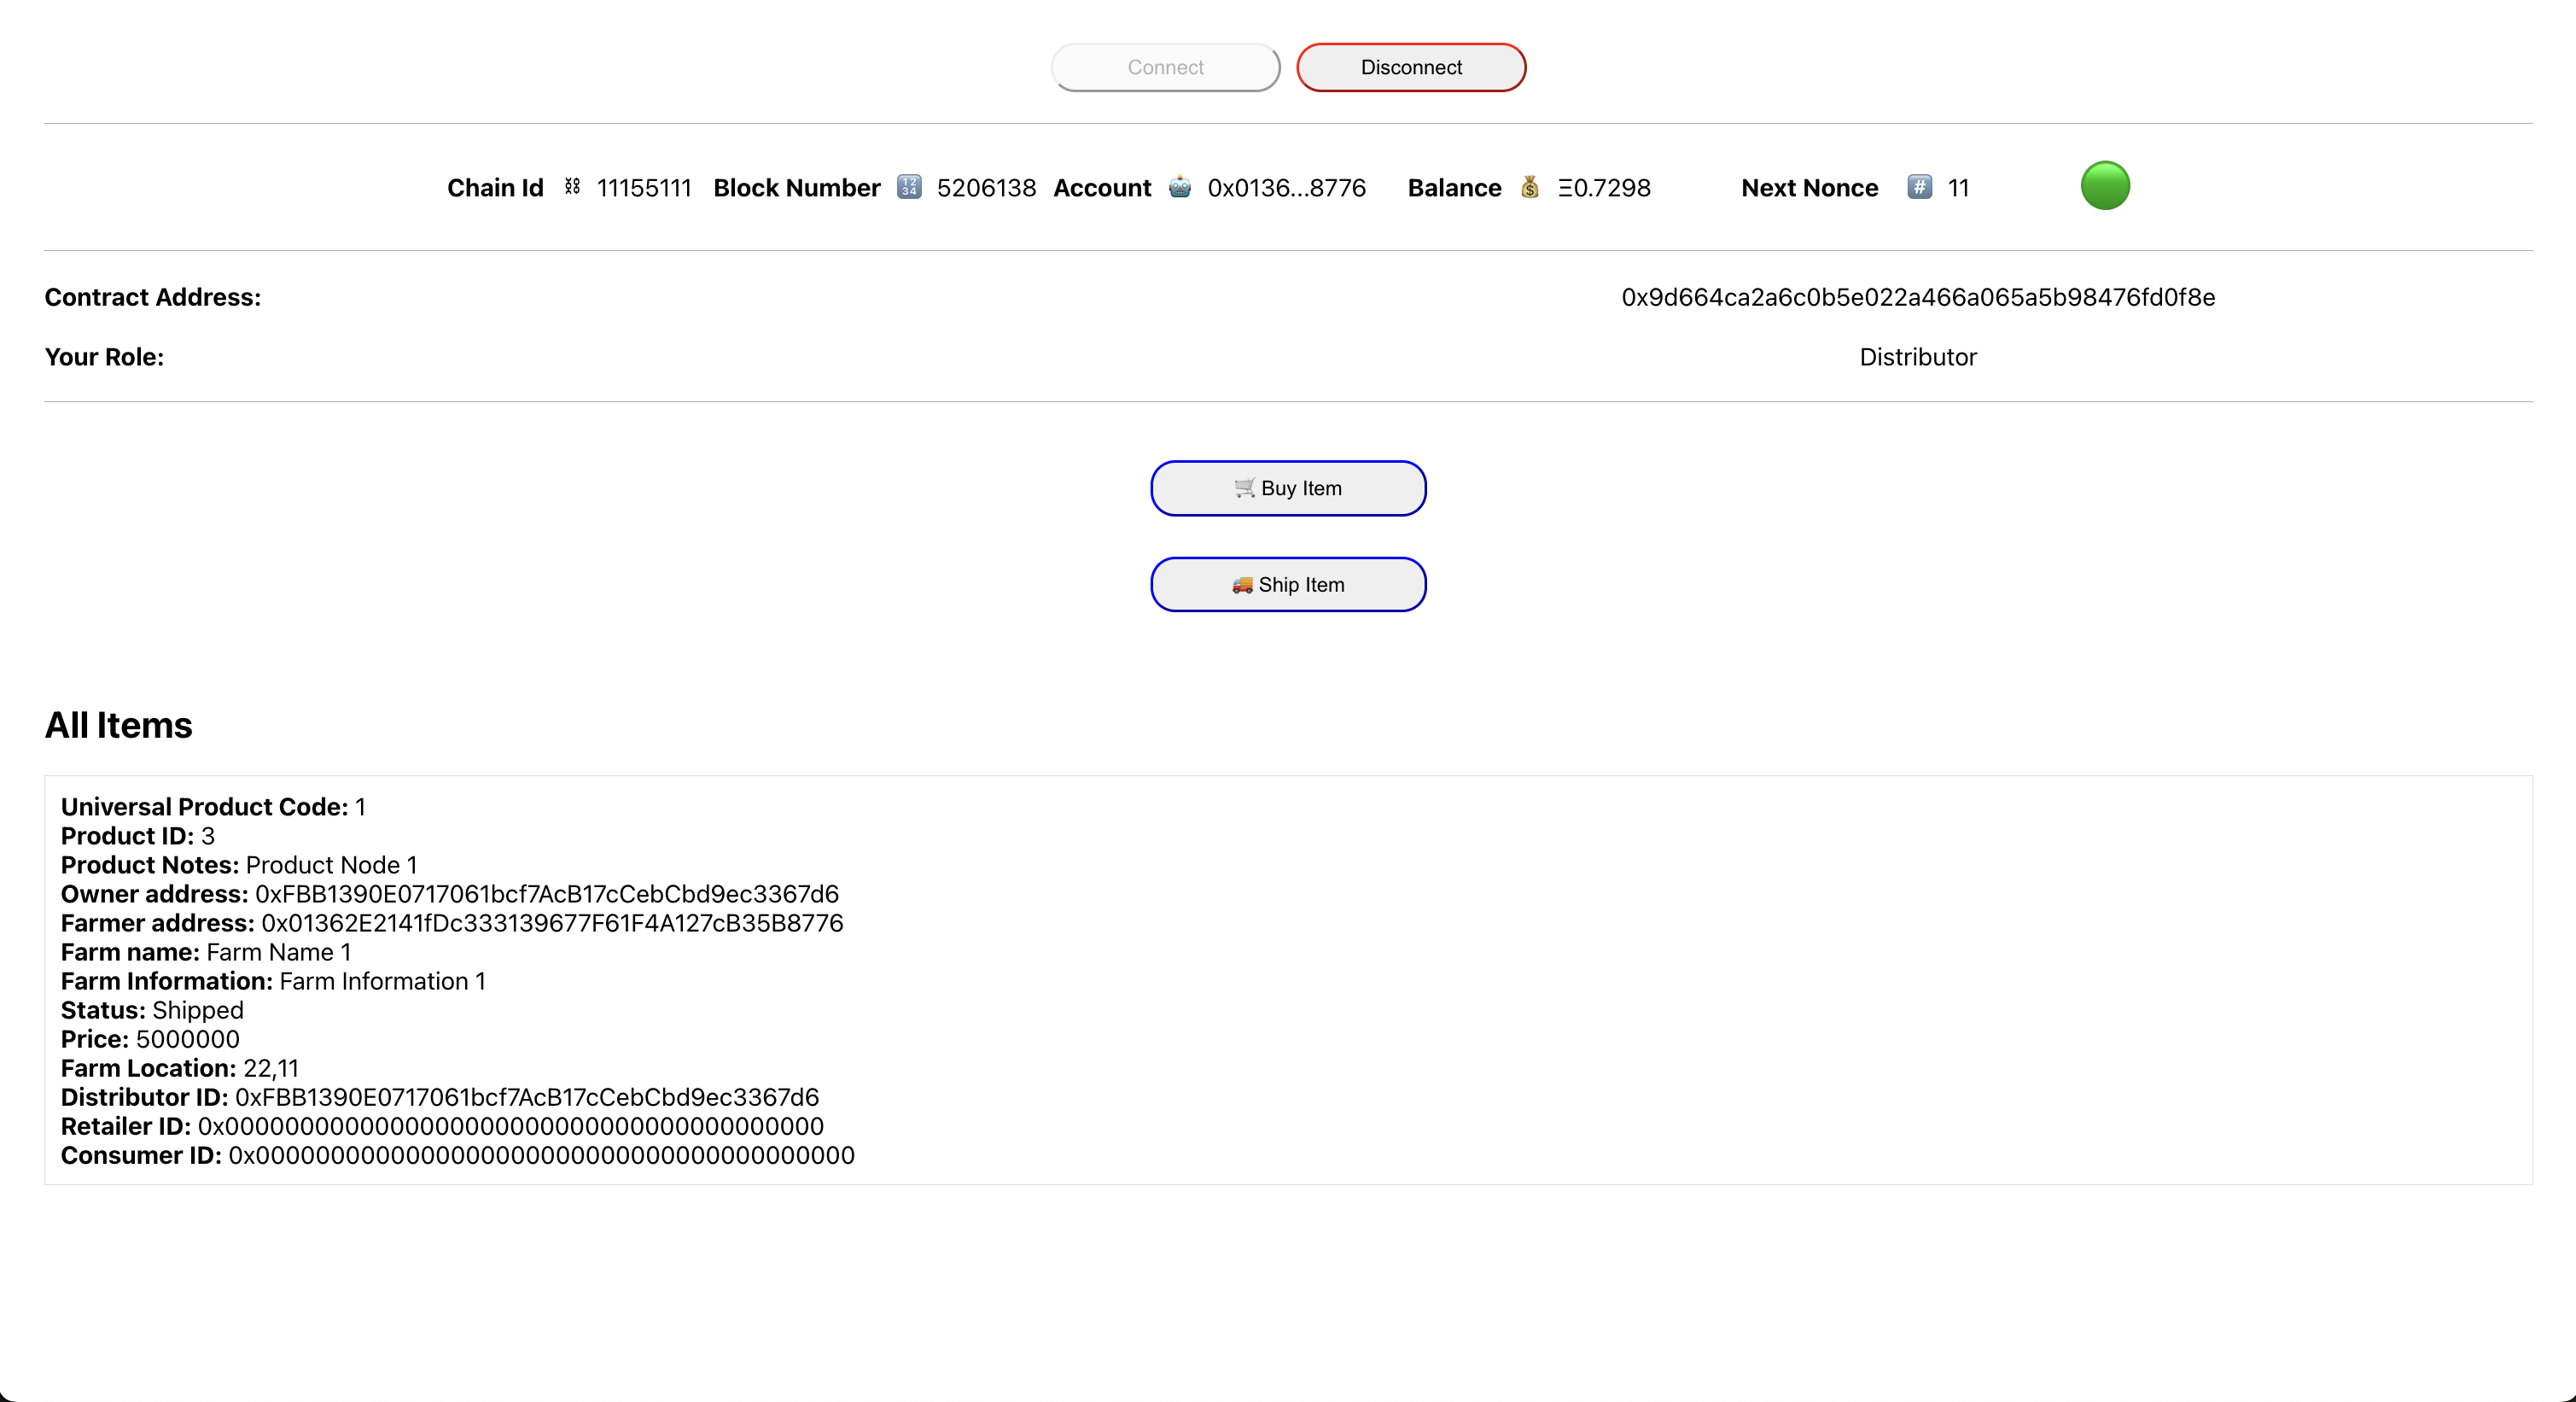 Connect Disconnect
Chain Id ⛓ 11155111 Block Number 🔢 5206138 Account 🤖 0x0136...8776 Balance 💰 Ξ0.7298 Next Nonce #️⃣ 11 🟢
Contract Address: 0x9d664ca2a6c0b5e022a466a065a5b98476fd0f8e
Your Role: Distributor
🛒 Buy Item
🚚 Ship Item
All Items
Universal Product Code: 1
Product ID: 3
Product Notes: Product Node 1
Owner address: 0xFBB1390E0717061bcf7AcB17cCebCbd9ec3367d6
Farmer address: 0x01362E2141fDc333139677F61F4A127cB35B8776
Farm name: Farm Name 1
Farm Information: Farm Information 1
Status: Shipped
Price: 5000000
Farm Location: 22,11
Distributor ID: 0xFBB1390E0717061bcf7AcB17cCebCbd9ec3367d6
Retailer ID: 0x0000000000000000000000000000000000000000
Consumer ID: 0x0000000000000000000000000000000000000000